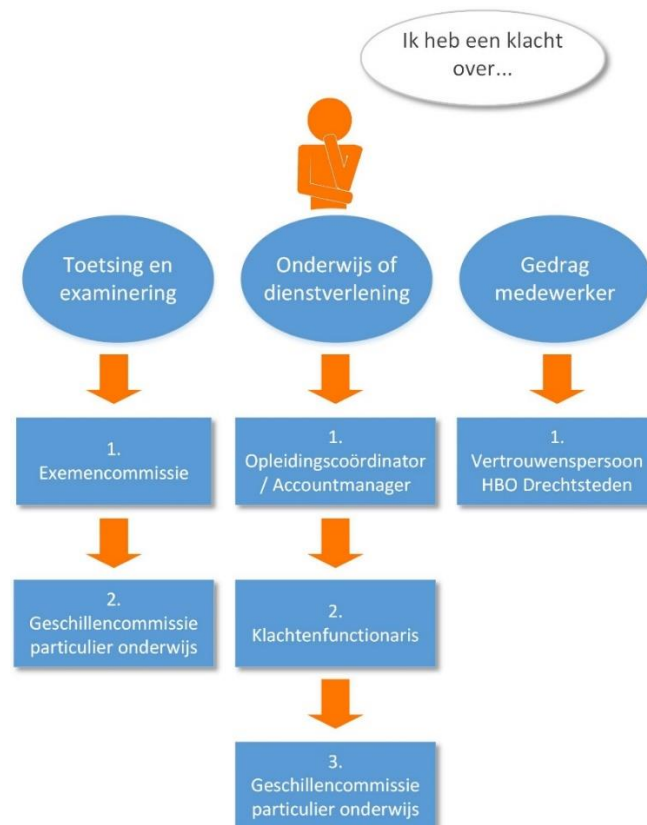 Ik heb een klacht
over...
Toetsing en
examinering
Onderwijs of
dienstverlening
Gedrag
medewerker
1.
Exemencommissie
1.
Opleidingscoördinator
/ Accountmanager
1.
Vertrouwenspersoon
HBO Drechtsteden
2.
Geschillencommissie
particulier onderwijs
2.
Klachtenfunctionaris
3.
Geschillencommissie
particulier onderwijs